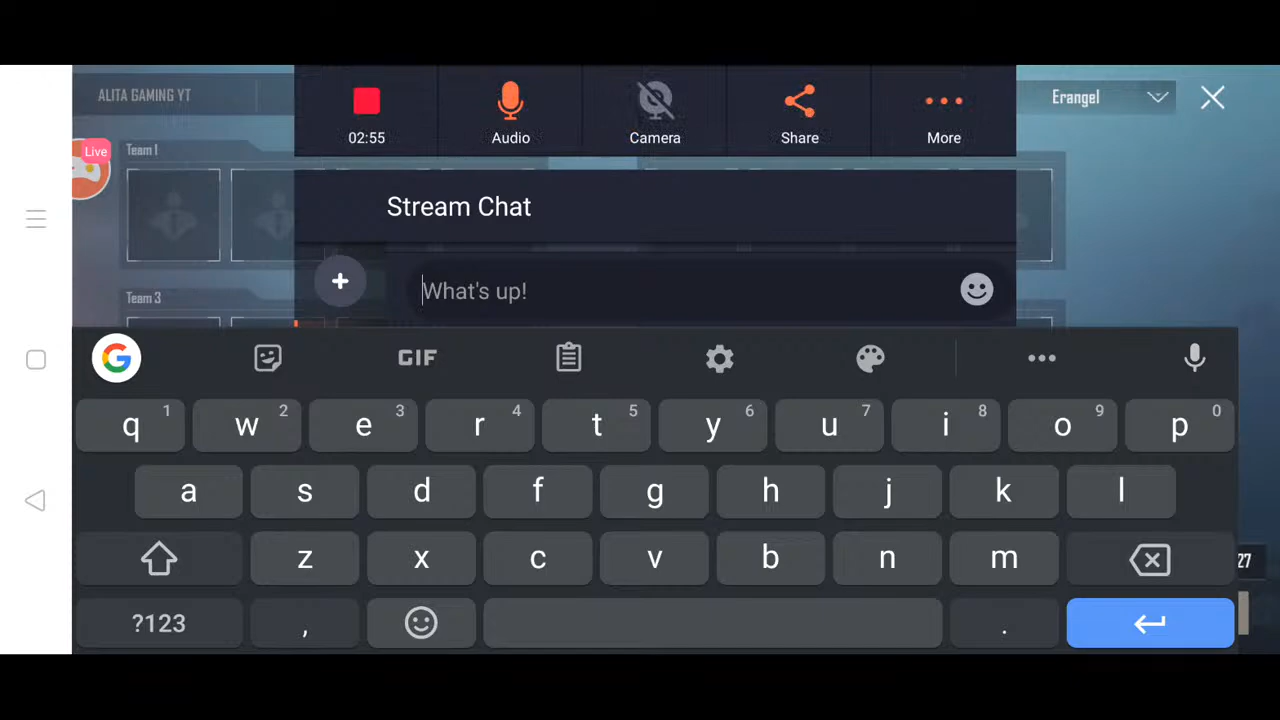 ALITA GAMING YT
Erangel
02:55
Audio
Camera
Share
More
Live
Team 1
Stream Chat
What's up!
Team 3
GIF
q 1 w 2 e 3 r 4 t 5 y 6 u 7 i 8 o 9 p 0
a s d f g h j k l
z x c v b n m
27
?123 , .